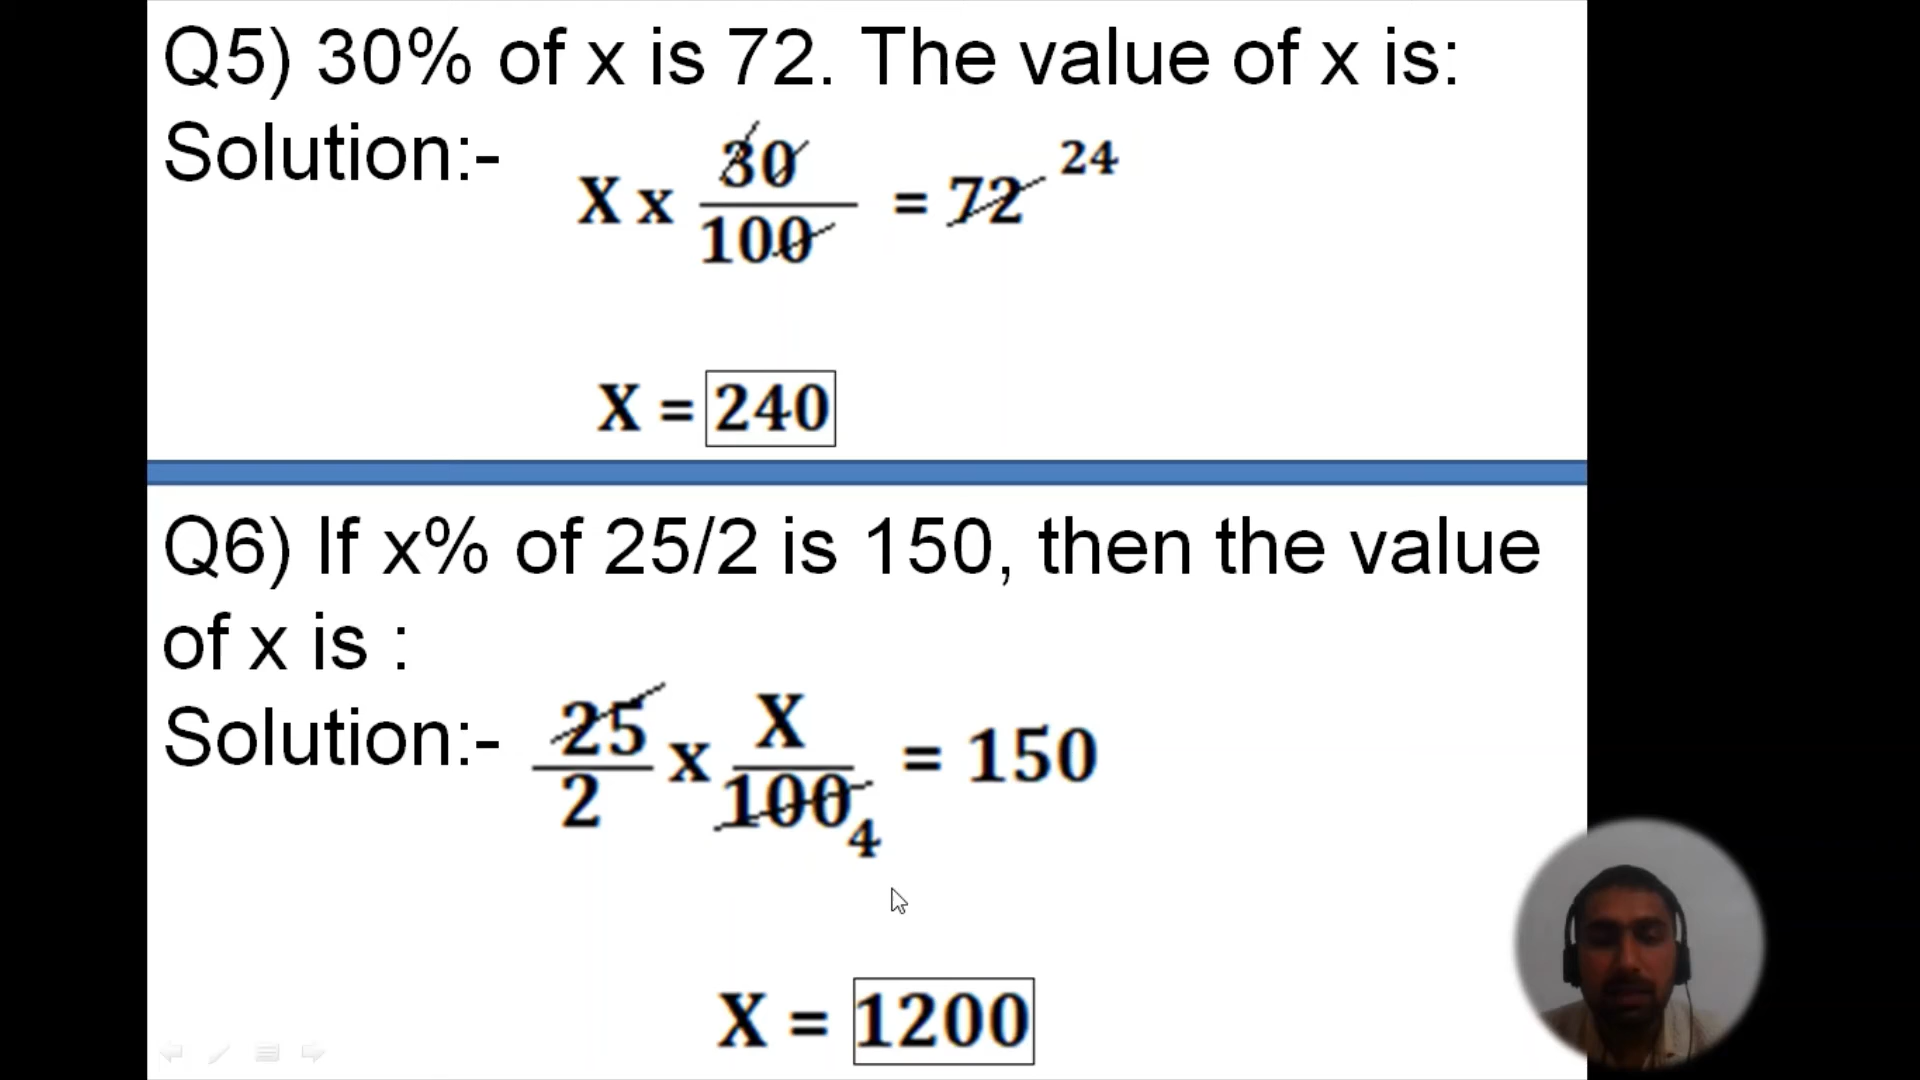 Q5) 30% of x is 72. The value of x is:
Solution:-
X x 30/100 = 72 24
X = 240
Q6) If x% of 25/2 is 150, then the value
of x is :
Solution:- 25/2 x X/100 = 150
4
X = 1200